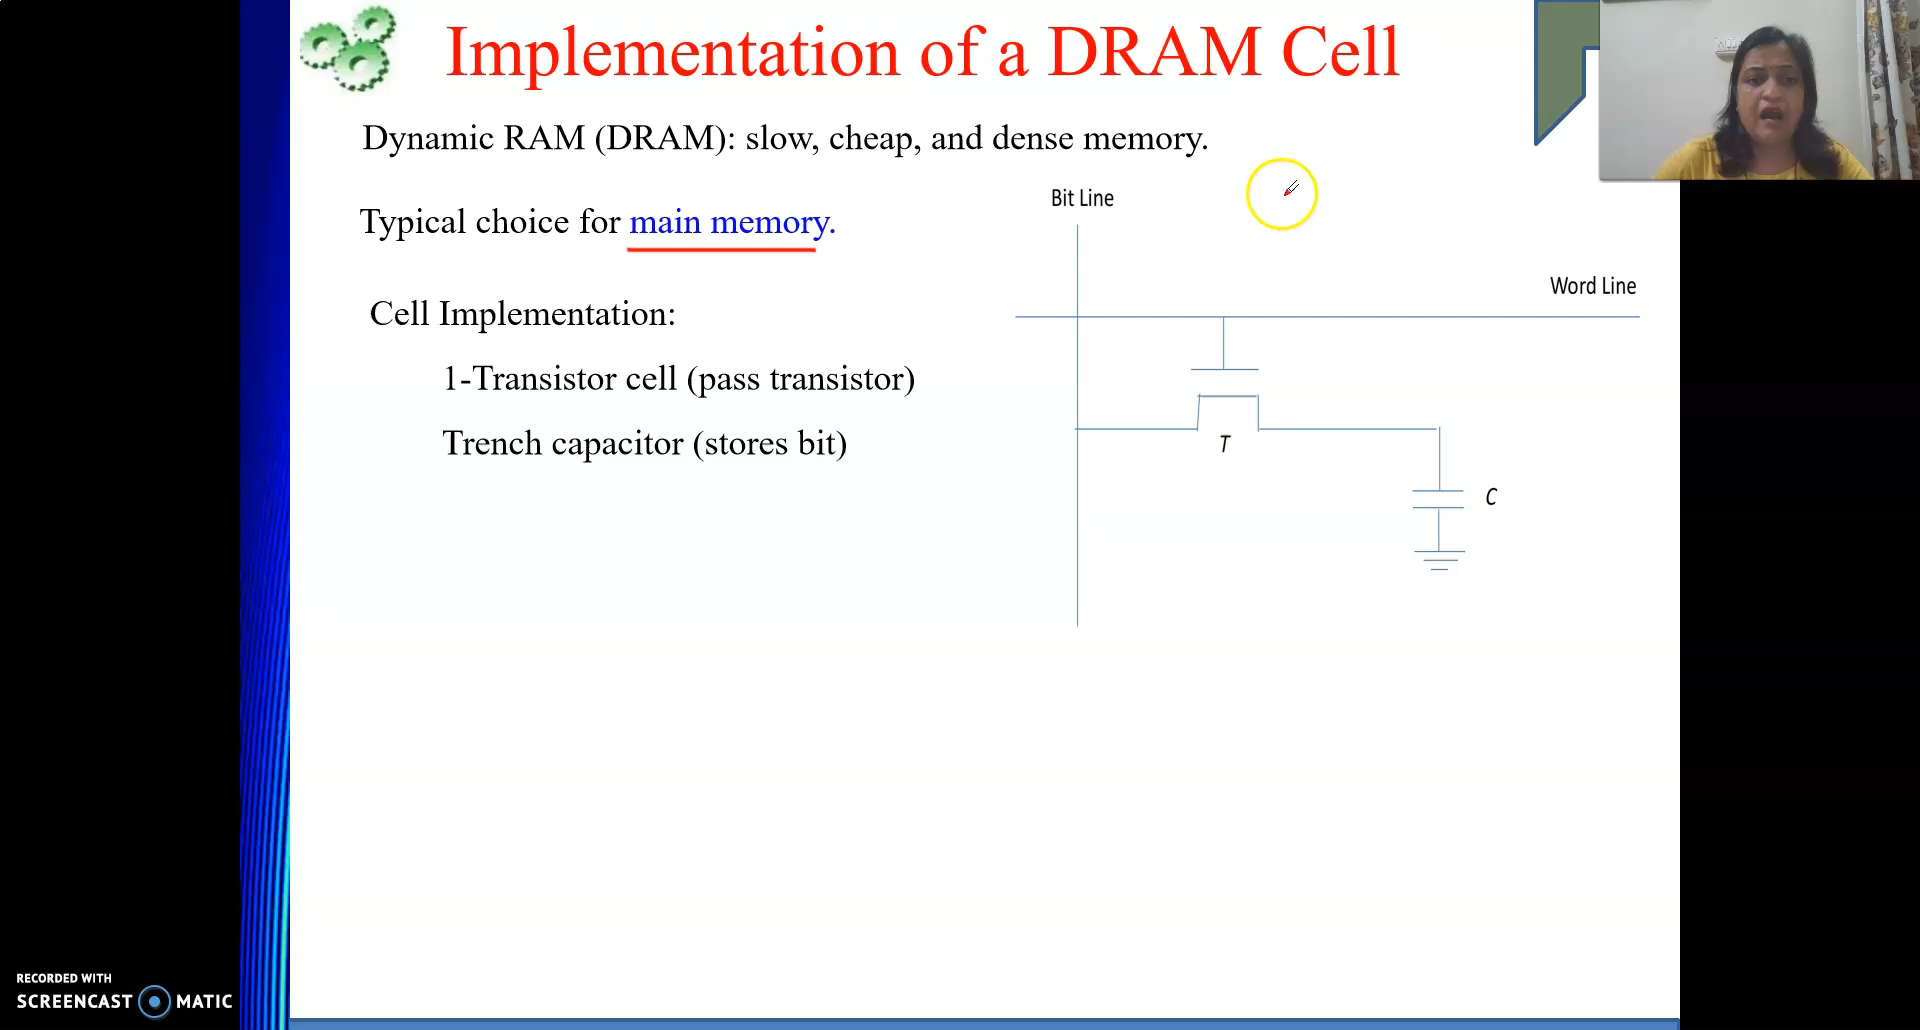 Implementation of a DRAM Cell
Dynamic RAM (DRAM): slow, cheap, and dense memory.
Typical choice for main memory.
Cell Implementation:
1-Transistor cell (pass transistor)
Trench capacitor (stores bit)
Bit Line
Word Line
T
C
RECORDED WITH
SCREENCAST MATIC